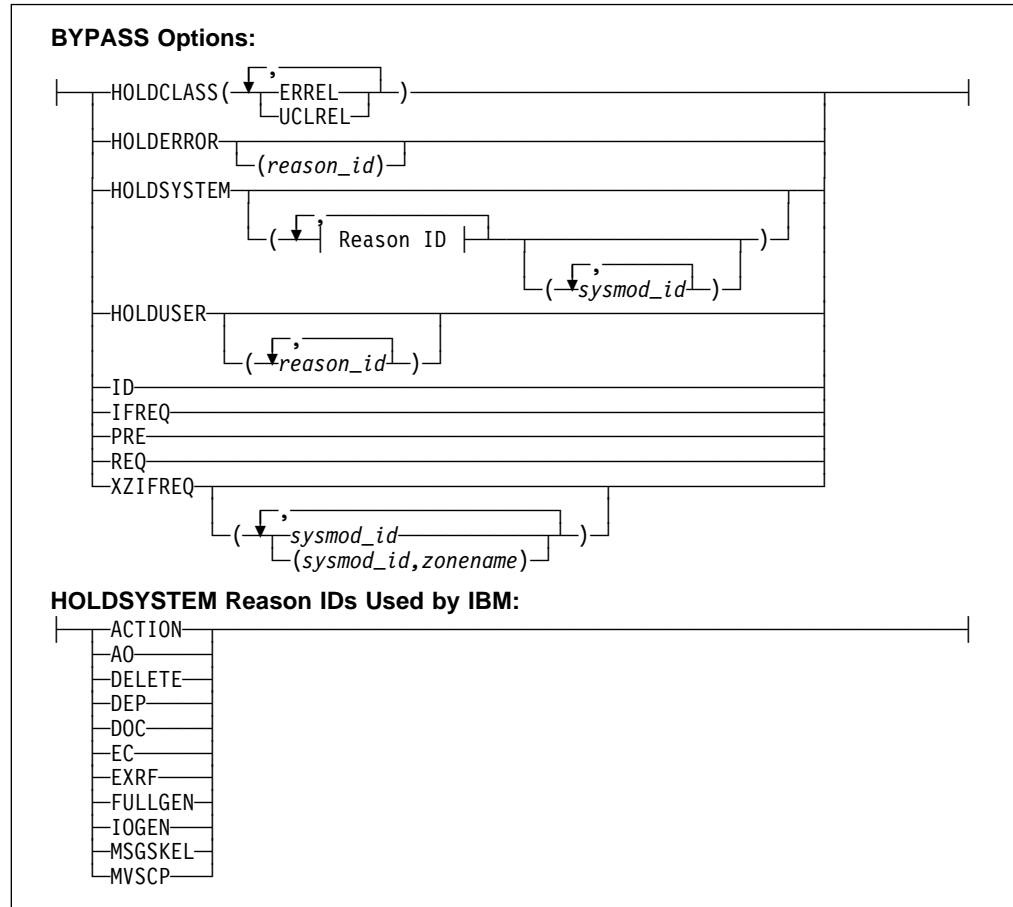 BYPASS Options:
,
HOLDCLASS( ERREL )
UCLREL
HOLDERROR
(reason_id)
HOLDSYSTEM
,
( Reason ID )
,
( sysmod_id )
HOLDUSER
,
( reason_id )
ID
IFREQ
PRE
REQ
XZIFREQ
,
( sysmod_id )
(sysmod_id,zonename)
HOLDSYSTEM Reason IDs Used by IBM:
ACTION
AO
DELETE
DEP
DOC
EC
EXRF
FULLGEN
IOGEN
MSGSKEL
MVSCP